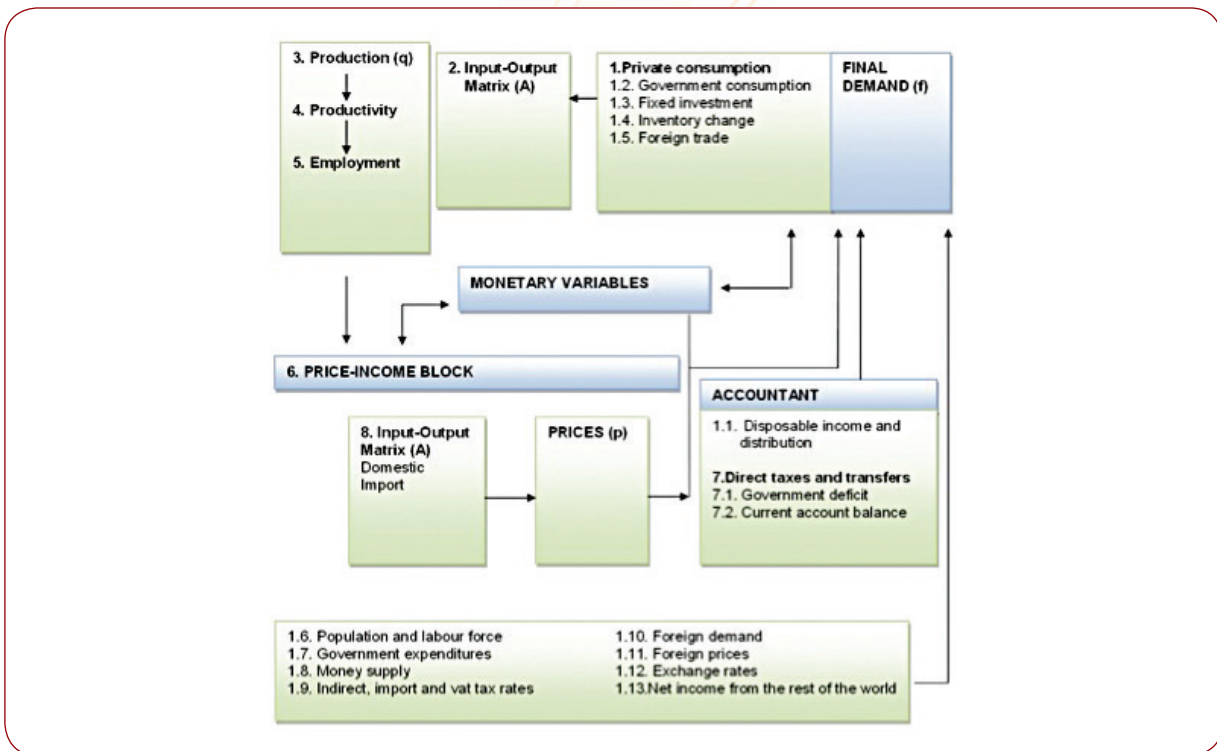 3. Production (q)
4. Productivity
5. Employment
2. Input-Output
Matrix (A)
1.Private consumption
1.2. Government consumption
1.3. Fixed investment
1.4. Inventory change
1.5. Foreign trade
FINAL
DEMAND (f)
MONETARY VARIABLES
6. PRICE-INCOME BLOCK
8. Input-Output
Matrix (A)
Domestic
Import
PRICES (p)
ACCOUNTANT
1.1. Disposable income and
distribution
7.Direct taxes and transfers
7.1. Government deficit
7.2. Current account balance
1.6. Population and labour force
1.7. Government expenditures
1.8. Money supply
1.9. Indirect, import and vat tax rates
1.10. Foreign demand
1.11. Foreign prices
1.12. Exchange rates
1.13.Net income from the rest of the world